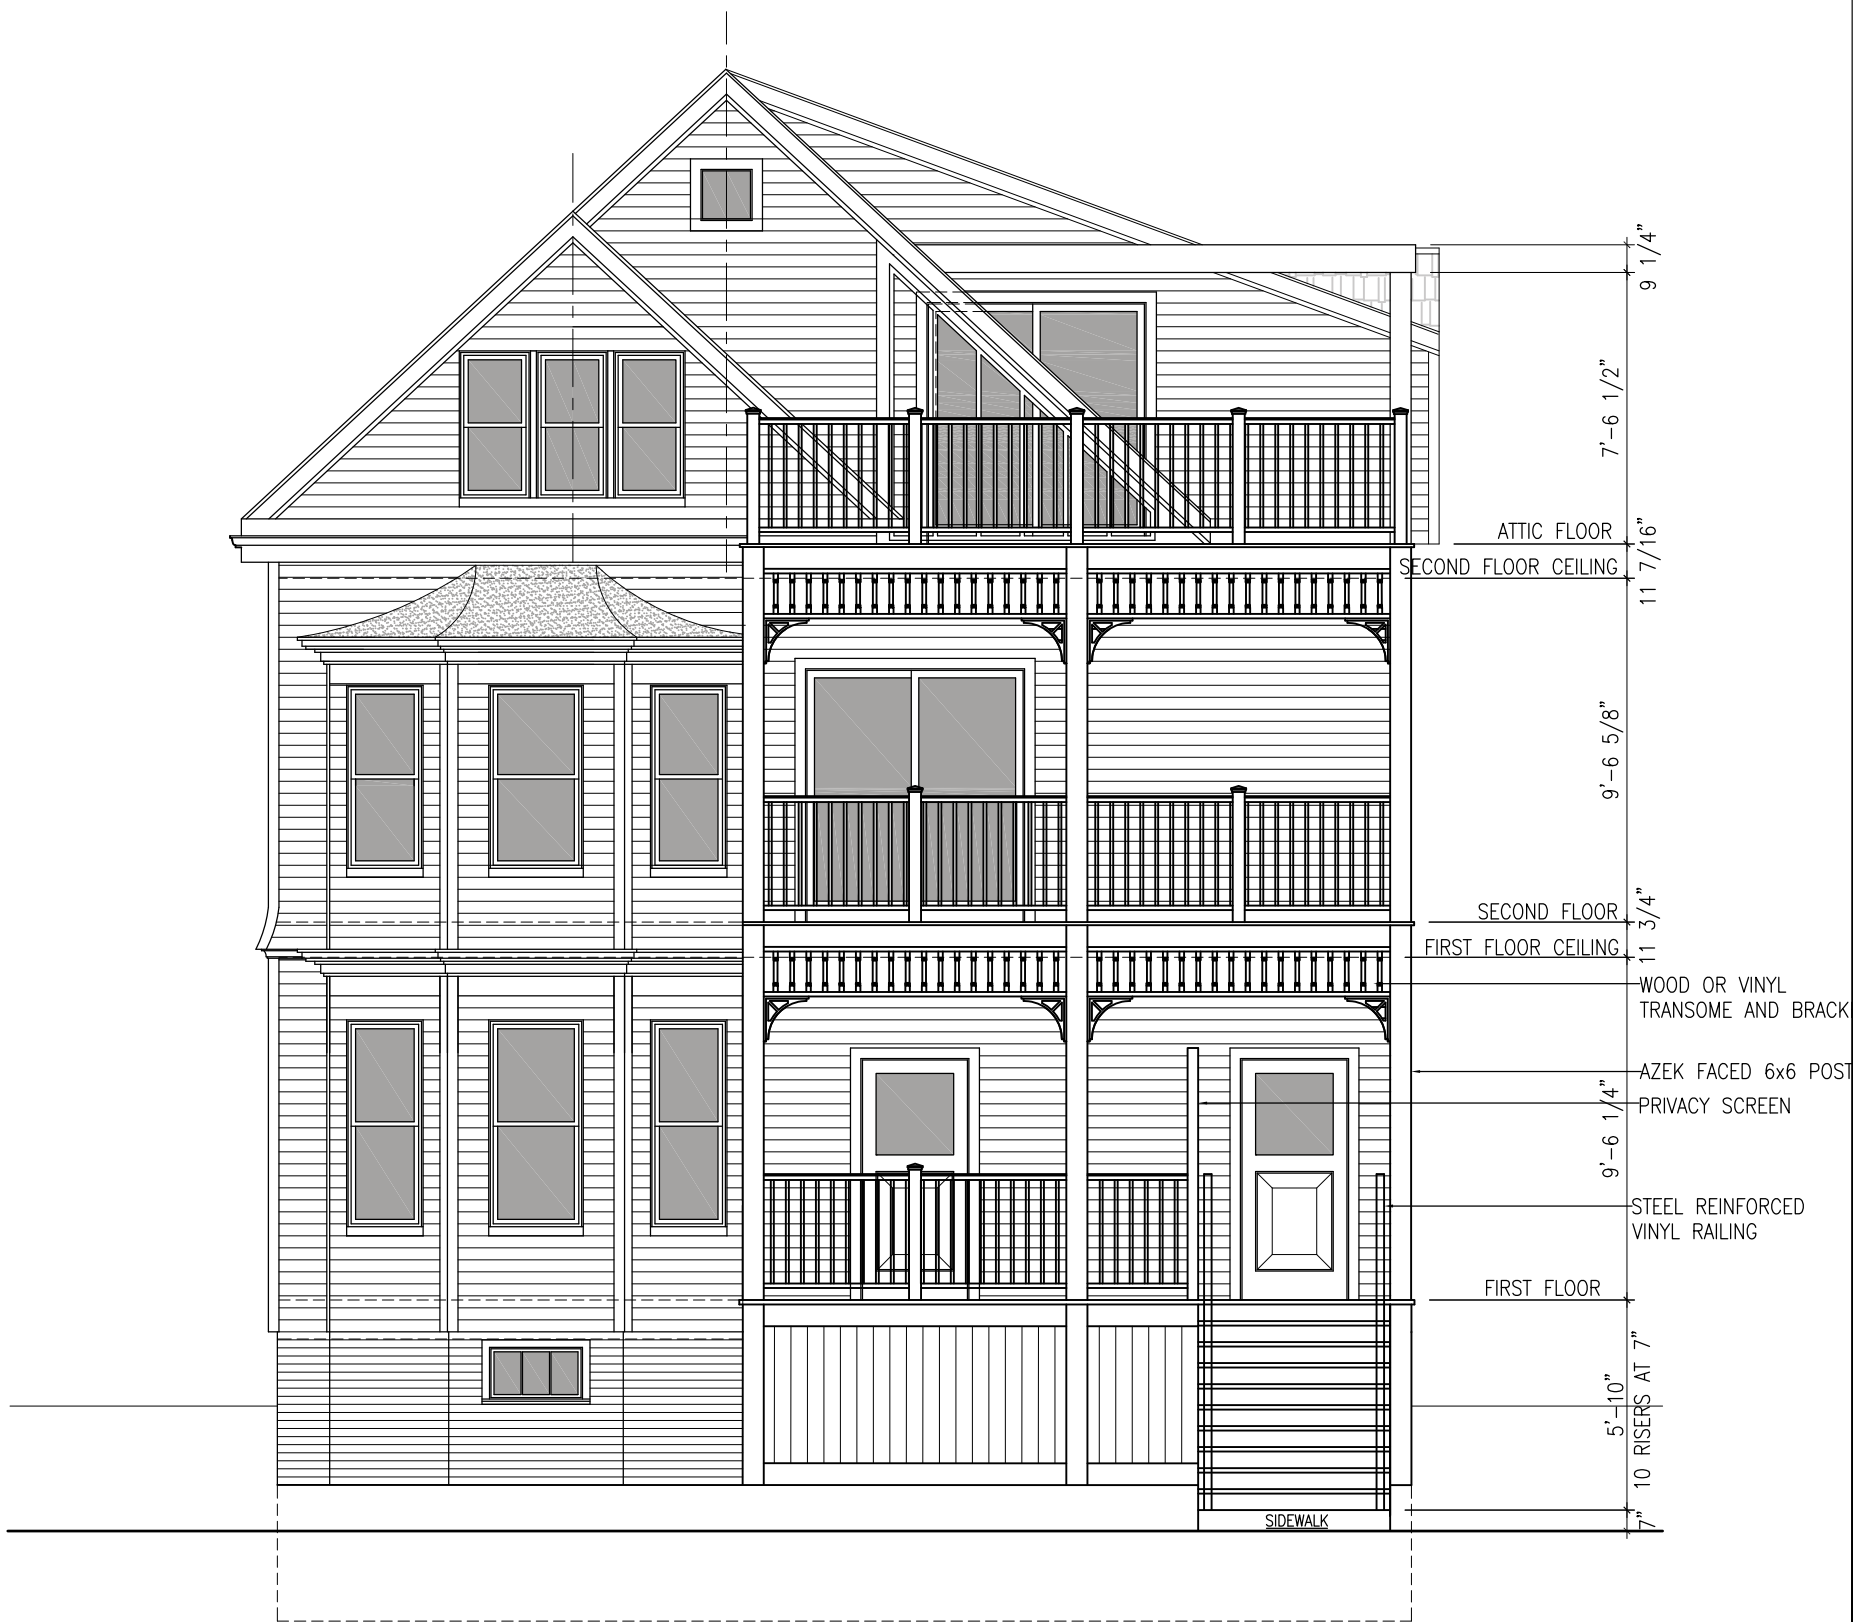 9 1/4"
7'-6 1/2"
ATTIC FLOOR
11 7/16"
SECOND FLOOR CEILING
9'-6 5/8"
SECOND FLOOR
11 3/4"
FIRST FLOOR CEILING
WOOD OR VINYL
TRANSOME AND BRACK
AZEK FACED 6x6 POST
9'-6 1/4"
PRIVACY SCREEN
STEEL REINFORCED
VINYL RAILING
FIRST FLOOR
5'-10"
10 RISERS AT 7"
7"
SIDEWALK